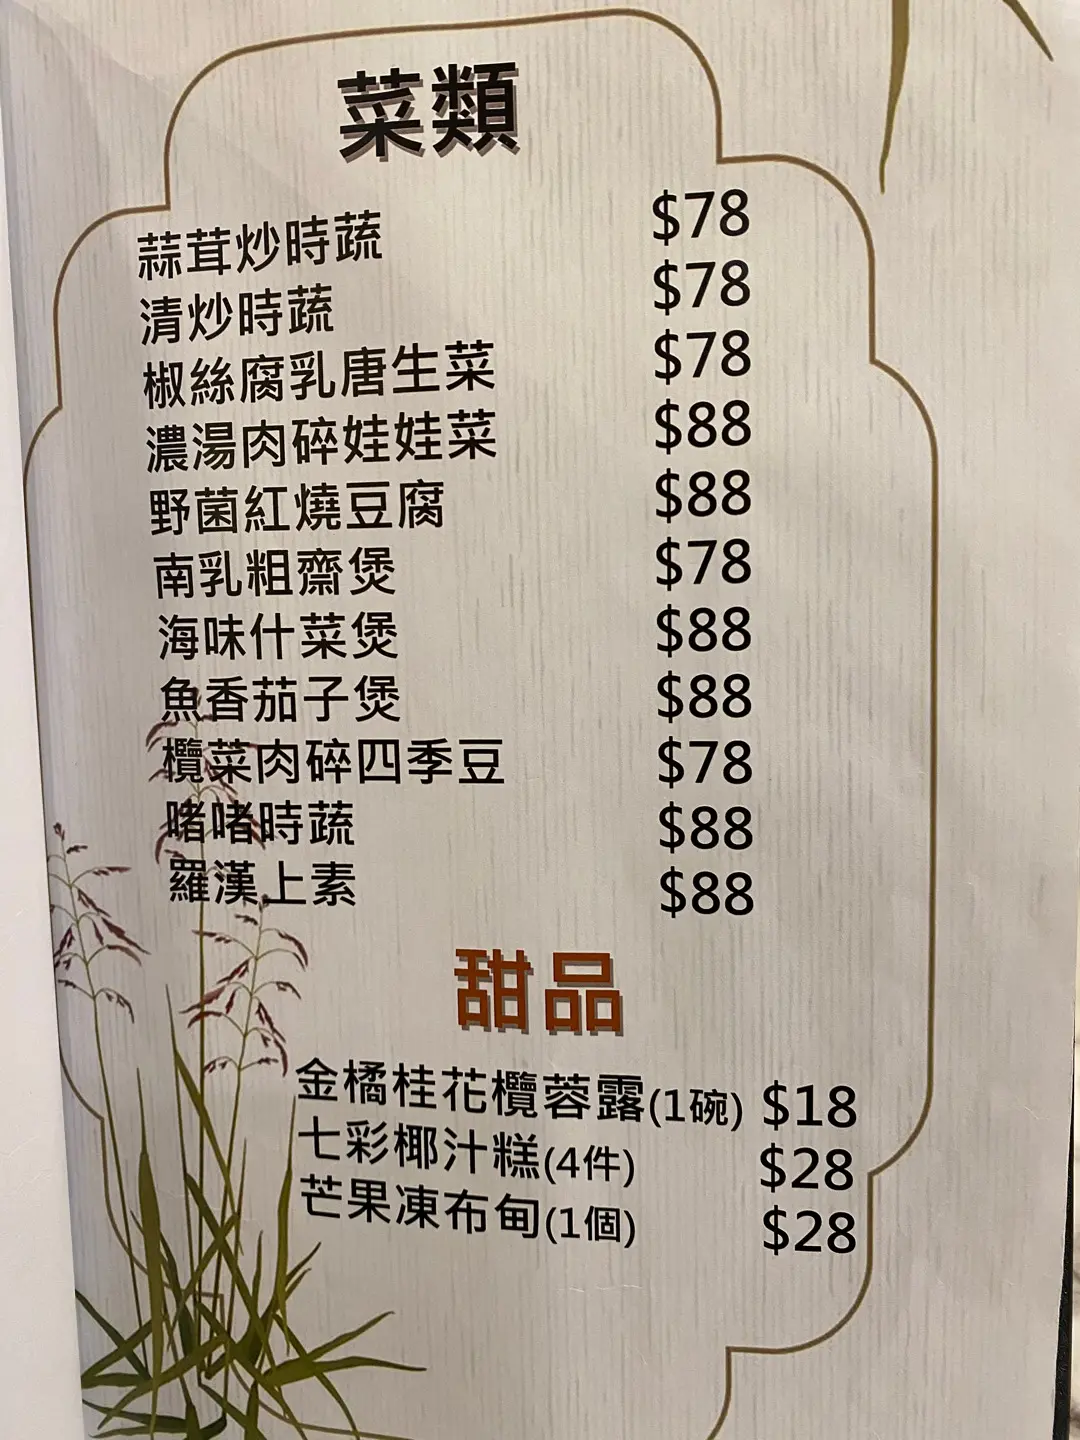 菜類
蒜茸炒時蔬 $78
清炒時蔬 $78
椒絲腐乳唐生菜 $78
濃湯肉碎娃娃菜 $88
野菌紅燒豆腐 $88
南乳粗齋煲 $78
海味什菜煲 $88
魚香茄子煲 $88
欖菜肉碎四季豆 $78
啫啫時蔬 $88
羅漢上素 $88
甜品
金橘桂花欖蓉露(1碗) $18
七彩椰汁糕(4件) $28
芒果凍布甸(1個) $28